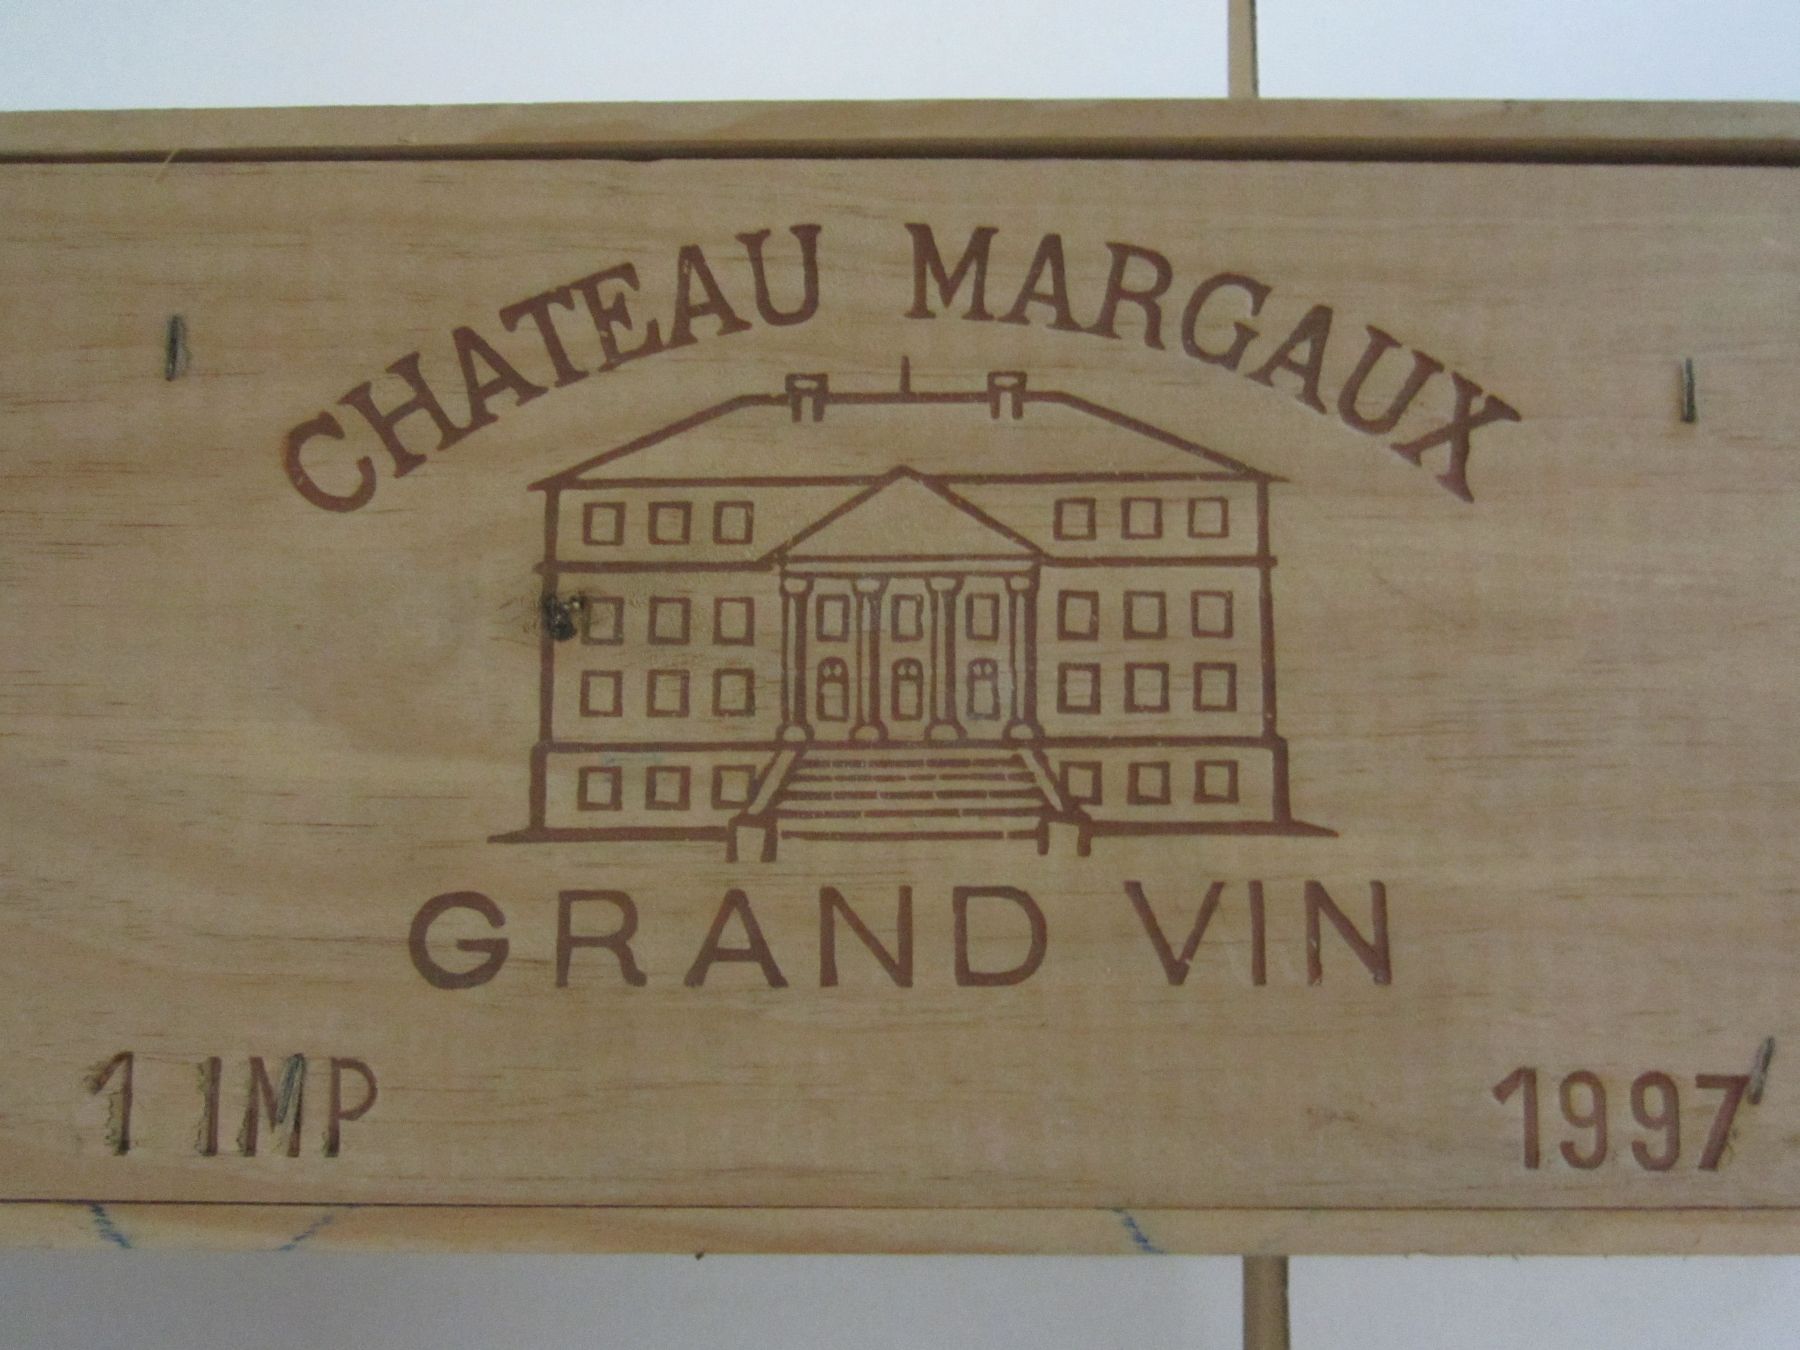 CHATEAU MARGAUX
GRAND VIN
1 IMP
1997